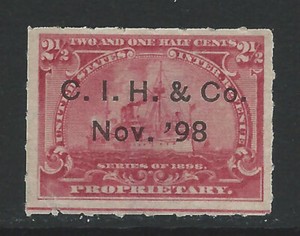 TWO AND ONE HALF CENTS
2½ 2½
UNITED STATES INTER. REVENUE
C. I. H. & Co.
Nov. '98
SERIES OF 1898.
PROPRIETARY.